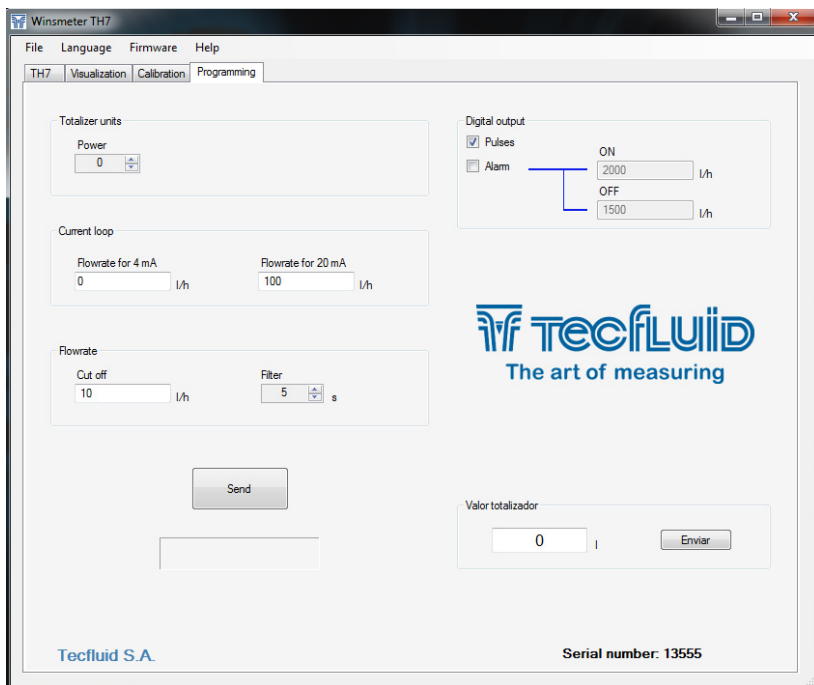 Winsmeter TH7
File Language Firmware Help
TH7 Visualization Calibration Programming
Totalizer units
Power
0
Digital output
Pulses
Alarm
ON
2000 l/h
OFF
1500 l/h
Current loop
Flowrate for 4 mA Flowrate for 20 mA
0 l/h 100 l/h
TECFLUID
The art of measuring
Flowrate
Cut off Filter
10 l/h 5 s
Send
Valor totalizador
0 l Enviar
Tecfluid S.A. Serial number: 13555